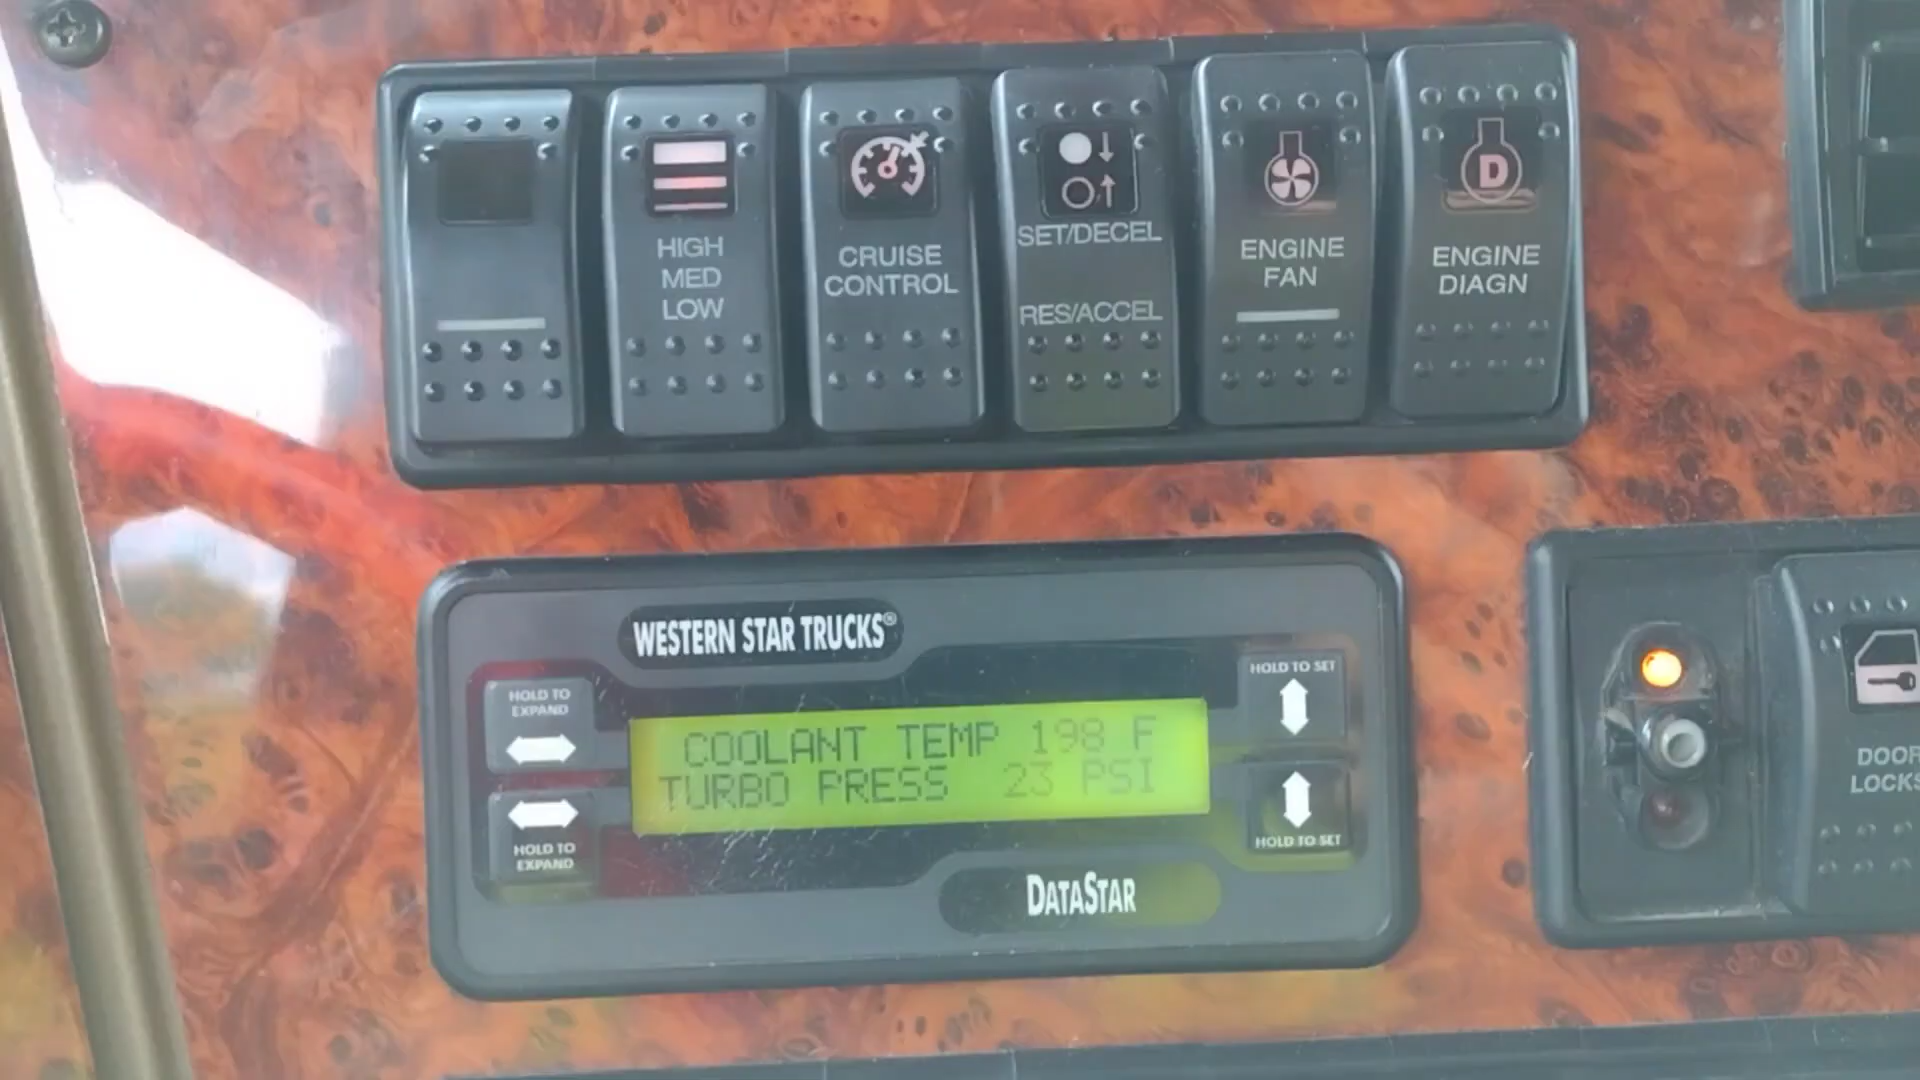 HIGH
MED
LOW
CRUISE
CONTROL
SET/DECEL
RES/ACCEL
ENGINE
FAN
D
ENGINE
DIAGN
WESTERN STAR TRUCKS®
HOLD TO
EXPAND
HOLD TO
EXPAND
COOLANT TEMP 198 F
TURBO PRESS 23 PSI
HOLD TO SET
HOLD TO SET
DATASTAR
DOOR
LOCKS